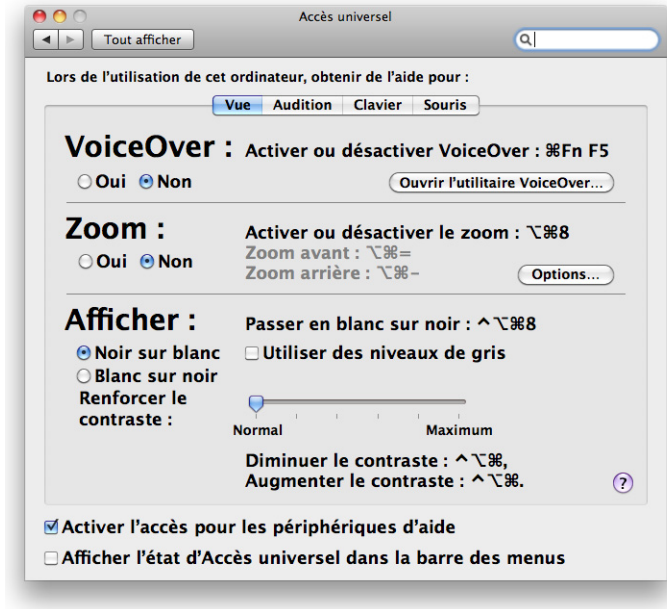 Accès universel
Tout afficher
Lors de l'utilisation de cet ordinateur, obtenir de l'aide pour :
Vue Audition Clavier Souris
VoiceOver : Activer ou désactiver VoiceOver : ⌘Fn F5
Oui Non Ouvrir l'utilitaire VoiceOver...
Zoom : Activer ou désactiver le zoom : ⌥⌘8
Zoom avant : ⌥⌘=
Oui Non
Zoom arrière : ⌥⌘-
Options...
Afficher : Passer en blanc sur noir : ^⌥⌘8
Noir sur blanc Utiliser des niveaux de gris
Blanc sur noir
Renforcer le
contraste :
Normal Maximum
Diminuer le contraste : ^⌥⌘,
Augmenter le contraste : ^⌥⌘.
?
Activer l'accès pour les périphériques d'aide
Afficher l'état d'Accès universel dans la barre des menus